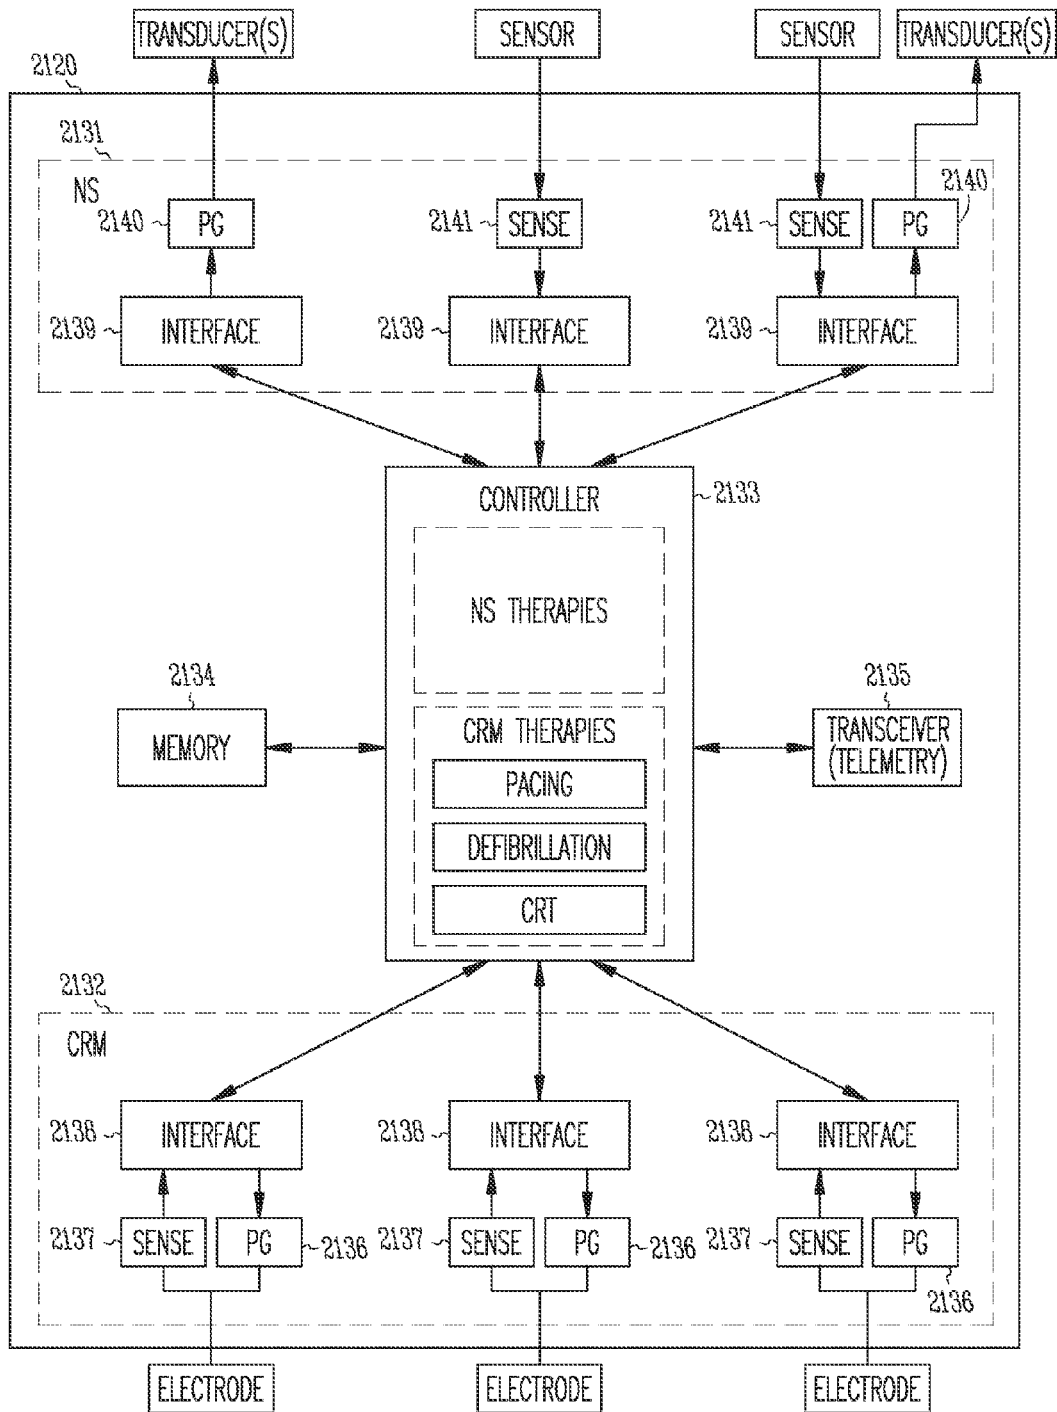 TRANSDUCER(S)
SENSOR
SENSOR
TRANSDUCER(S)
2120
2131
NS
2140
PG
2141
SENSE
2141
SENSE
PG
2140
2139
INTERFACE
2139
INTERFACE
2139
INTERFACE
CONTROLLER
2133
NS THERAPIES
2134
MEMORY
2135
TRANSCEIVER
(TELEMETRY)
CRM THERAPIES
PACING
DEFIBRILLATION
CRT
2132
CRM
2138
INTERFACE
2138
INTERFACE
2138
INTERFACE
2137
SENSE
PG
2136
2137
SENSE
PG
2136
2137
SENSE
PG
2136
ELECTRODE
ELECTRODE
ELECTRODE